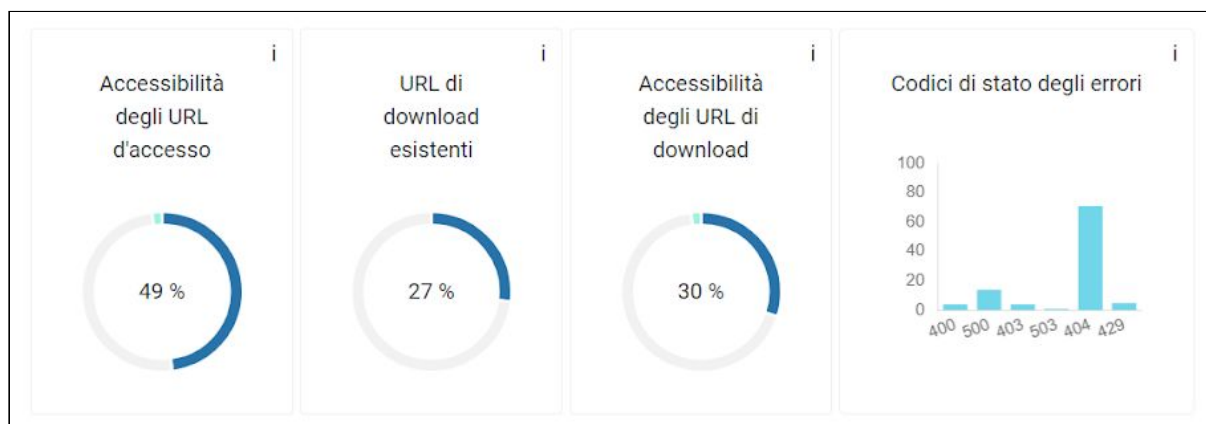 i
Accessibilità
degli URL
d'accesso
49 %
i
URL di
download
esistenti
27 %
i
Accessibilità
degli URL di
download
30 %
i
Codici di stato degli errori
100
80
60
40
20
0
400 500 403 503 404 429